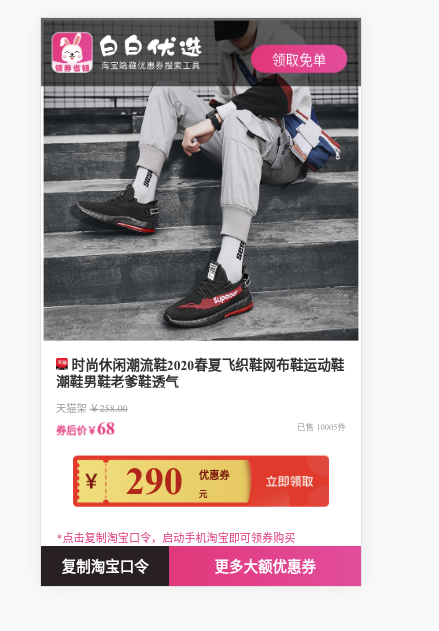 白白优选
淘宝隐藏优惠券搜索工具
领券省钱
领取免单
时尚休闲潮流鞋2020春夏飞织鞋网布鞋运动鞋
潮鞋男鞋老爹鞋透气
天猫架 ￥258.00
券后价￥68
已售 10005件
￥ 290 优惠券
元
立即领取
*点击复制淘宝口令，启动手机淘宝即可领券购买
复制淘宝口令
更多大额优惠券